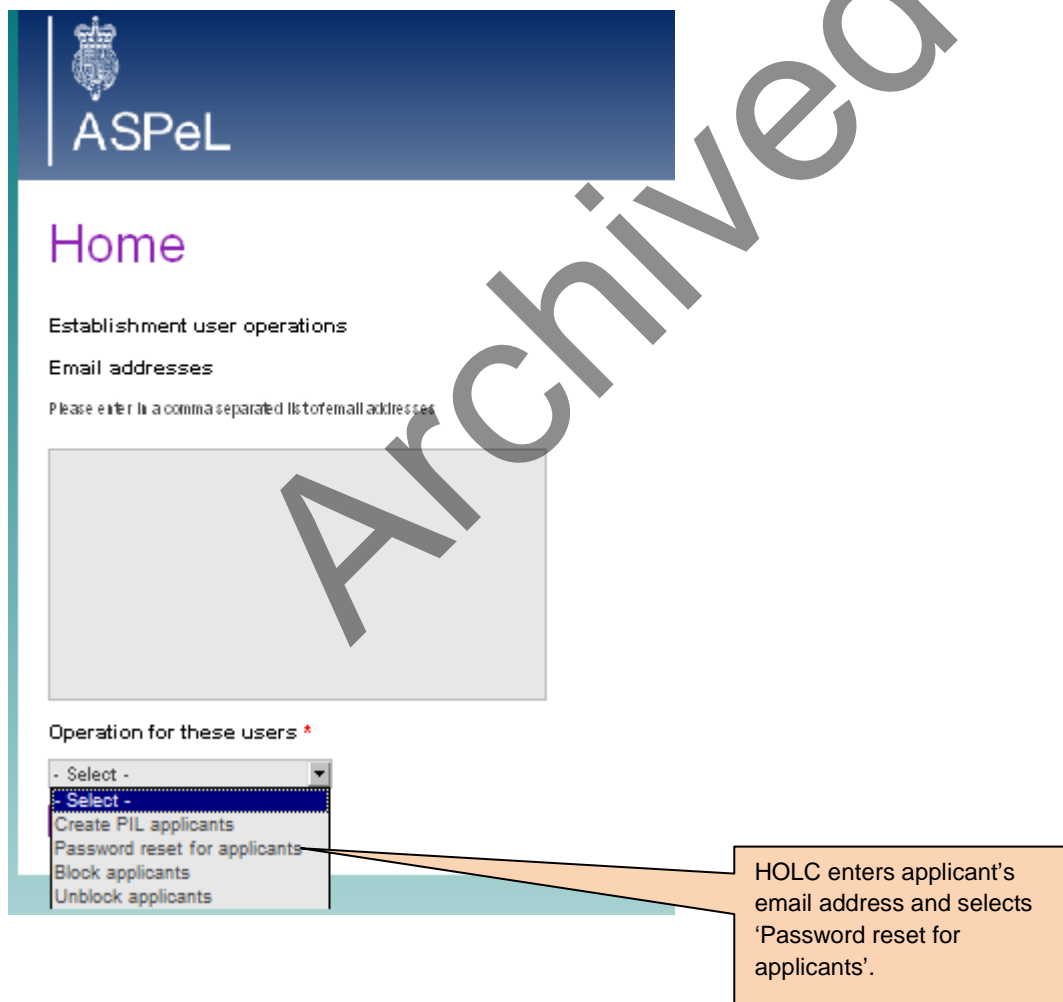 ASPeL
Home
Establishment user operations
Email addresses
Please enter in a comma separated list of email addresses
Operation for these users *
- Select -
- Select -
Create PIL applicants
Password reset for applicants
Block applicants
Unblock applicants
HOLC enters applicant’s
email address and selects
‘Password reset for
applicants’.
Archived